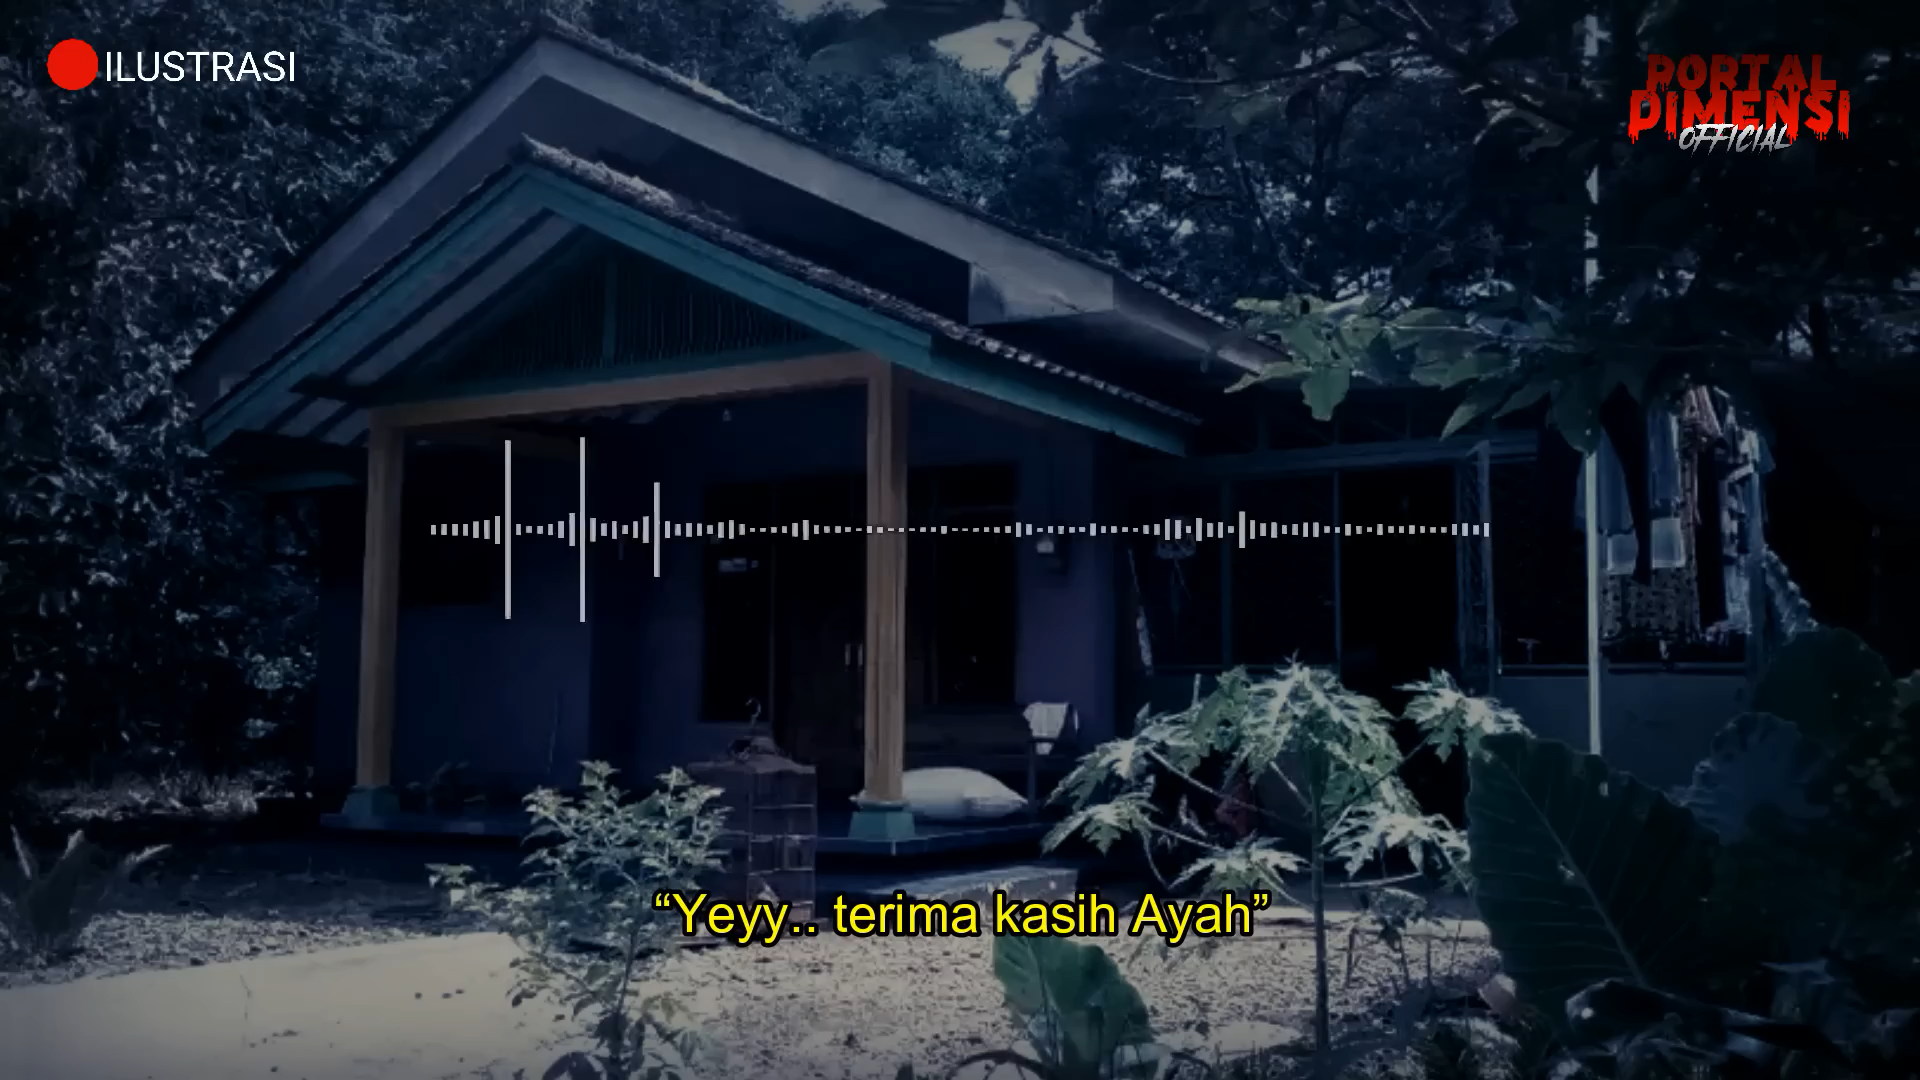 ILUSTRASI
PORTAL
DIMENSI
OFFICIAL
“Yeyy.. terima kasih Ayah”